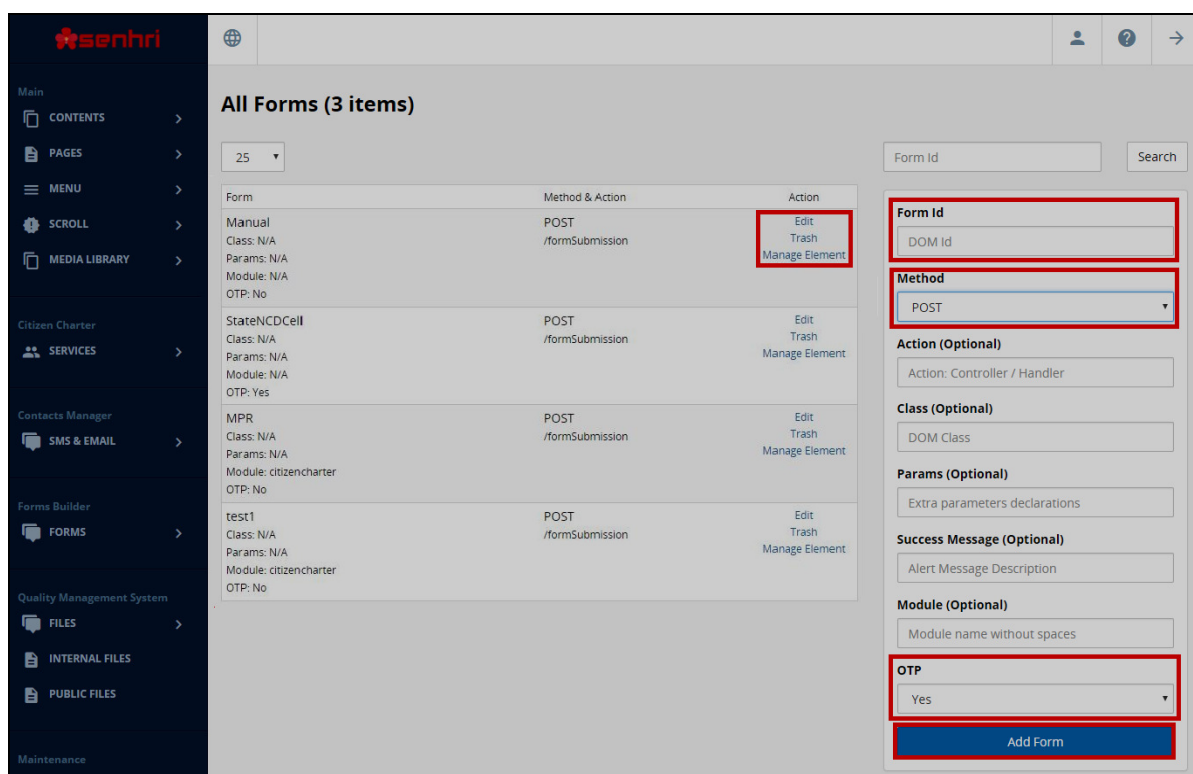 senhri
Main
CONTENTS
PAGES
MENU
SCROLL
MEDIA LIBRARY
Citizen Charter
SERVICES
Contacts Manager
SMS & EMAIL
Forms Builder
FORMS
Quality Management System
FILES
INTERNAL FILES
PUBLIC FILES
Maintenance
All Forms (3 items)
25
Form Method & Action Action
Manual POST Edit
Class: N/A /formSubmission Trash
Params: N/A Manage Element
Module: N/A
OTP: No
StateNCDCell POST Edit
Class: N/A /formSubmission Trash
Params: N/A Manage Element
Module: N/A
OTP: Yes
MPR POST Edit
Class: N/A /formSubmission Trash
Params: N/A Manage Element
Module: citizencharter
OTP: No
test1 POST Edit
Class: N/A /formSubmission Trash
Params: N/A Manage Element
Module: citizencharter
OTP: No
Form Id Search
Form Id
DOM Id
Method
POST
Action (Optional)
Action: Controller / Handler
Class (Optional)
DOM Class
Params (Optional)
Extra parameters declarations
Success Message (Optional)
Alert Message Description
Module (Optional)
Module name without spaces
OTP
Yes
Add Form